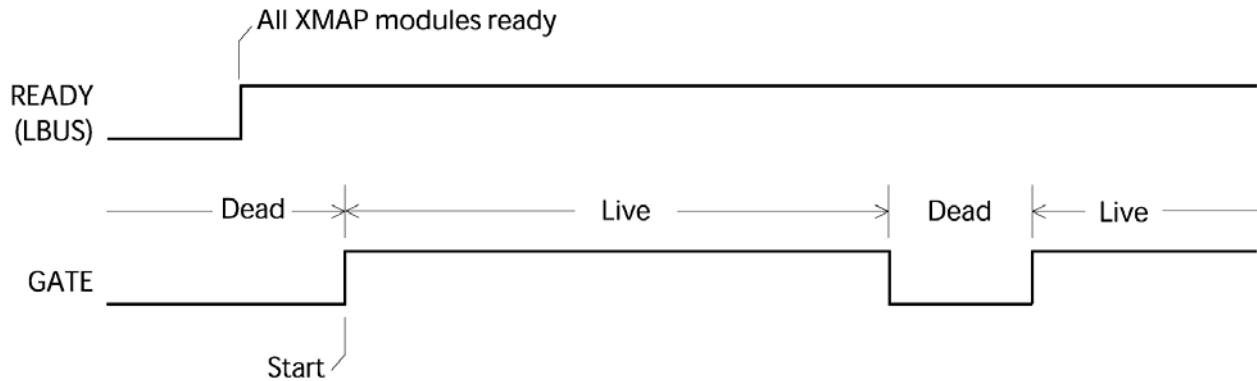 All XMAP modules ready
READY
(LBUS)
Dead
Live
Dead
Live
GATE
Start